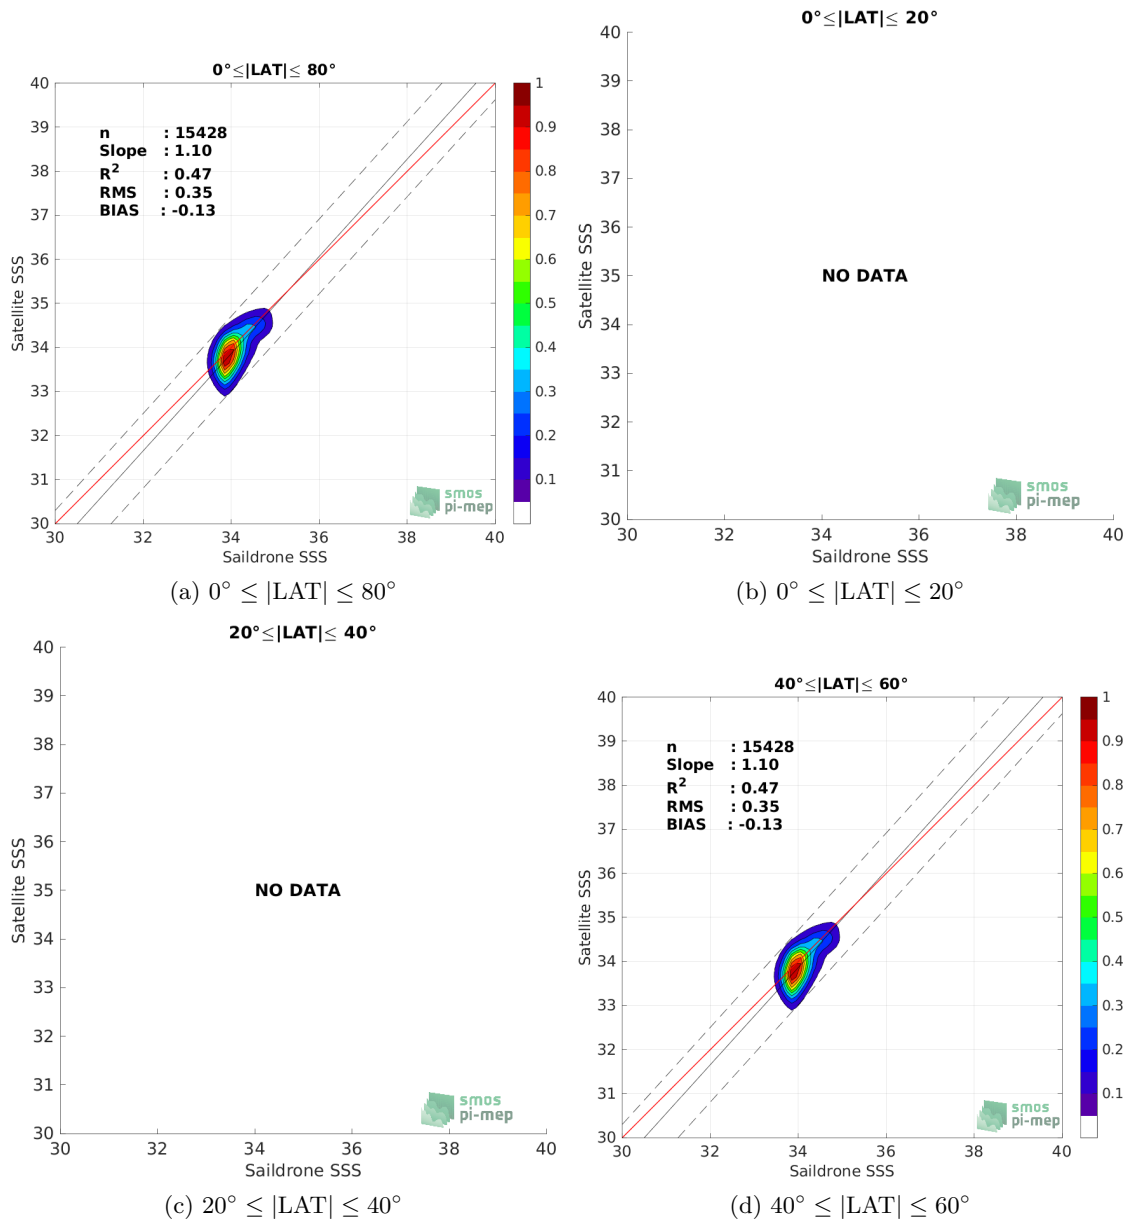 0°≤|LAT|≤ 80°
40
39
38
37
36
35
34
33
32
31
30
Satellite SSS
n : 15428
Slope : 1.10
R² : 0.47
RMS : 0.35
BIAS : -0.13
smos
pi-mep
30 32 34 36 38 40
Saildrone SSS
1
0.9
0.8
0.7
0.6
0.5
0.4
0.3
0.2
0.1
(a) 0° ≤ |LAT| ≤ 80°
0°≤|LAT|≤ 20°
40
39
38
37
36
35
34
33
32
31
30
Satellite SSS
NO DATA
smos
pi-mep
30 32 34 36 38 40
Saildrone SSS
(b) 0° ≤ |LAT| ≤ 20°
20°≤|LAT|≤ 40°
40
39
38
37
36
35
34
33
32
31
30
Satellite SSS
NO DATA
smos
pi-mep
30 32 34 36 38 40
Saildrone SSS
(c) 20° ≤ |LAT| ≤ 40°
40°≤|LAT|≤ 60°
40
39
38
37
36
35
34
33
32
31
30
Satellite SSS
n : 15428
Slope : 1.10
R² : 0.47
RMS : 0.35
BIAS : -0.13
smos
pi-mep
30 32 34 36 38 40
Saildrone SSS
1
0.9
0.8
0.7
0.6
0.5
0.4
0.3
0.2
0.1
(d) 40° ≤ |LAT| ≤ 60°